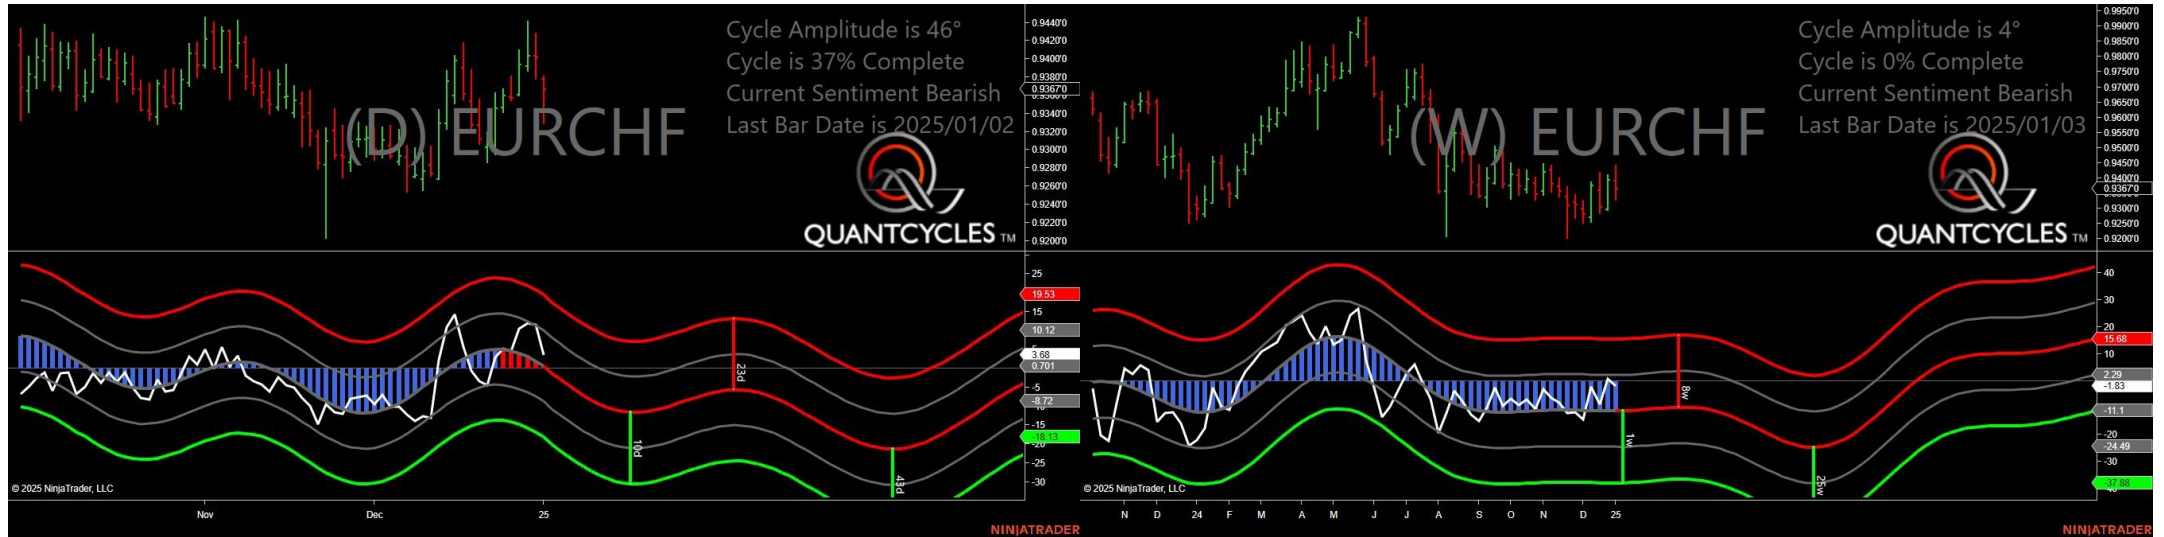 Cycle Amplitude is 46°
Cycle is 37% Complete
Current Sentiment Bearish
Last Bar Date is 2025/01/02
(D) EURCHF
QUANTCYCLES TM
0.9440'0
0.9420'0
0.9400'0
0.9380'0
0.9367'0
0.9340'0
0.9320'0
0.9300'0
0.9280'0
0.9260'0
0.9240'0
0.9220'0
0.9200'0
25
19.53
15
10.12
3.68
0.701
-5
-8.72
-15
-18.13
-20
-25
-30
23d
10d
43d
© 2025 NinjaTrader, LLC
Nov
Dec
25
NINJATRADER
Cycle Amplitude is 4°
Cycle is 0% Complete
Current Sentiment Bearish
Last Bar Date is 2025/01/03
(W) EURCHF
QUANTCYCLES TM
0.9950'0
0.9900'0
0.9850'0
0.9800'0
0.9750'0
0.9700'0
0.9650'0
0.9600'0
0.9550'0
0.9500'0
0.9450'0
0.9400'0
0.9367'0
0.9300'0
0.9250'0
0.9200'0
40
30
20
15.68
10
2.29
-1.83
-11.1
-20
-24.49
-30
-37.88
8w
1w
25w
© 2025 NinjaTrader, LLC
N D 24 F M A M J J A S O N D 25
NINJATRADER